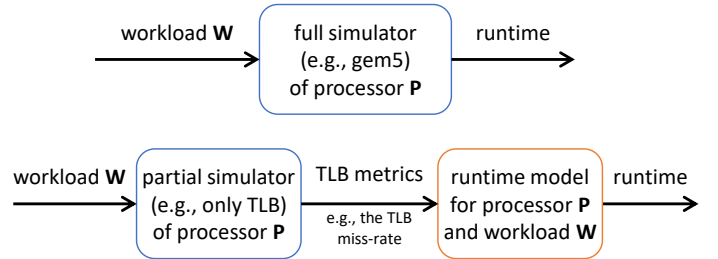 workload W
full simulator
(e.g., gem5)
of processor P
runtime
workload W
partial simulator
(e.g., only TLB)
of processor P
TLB metrics
e.g., the TLB
miss-rate
runtime model
for processor P
and workload W
runtime